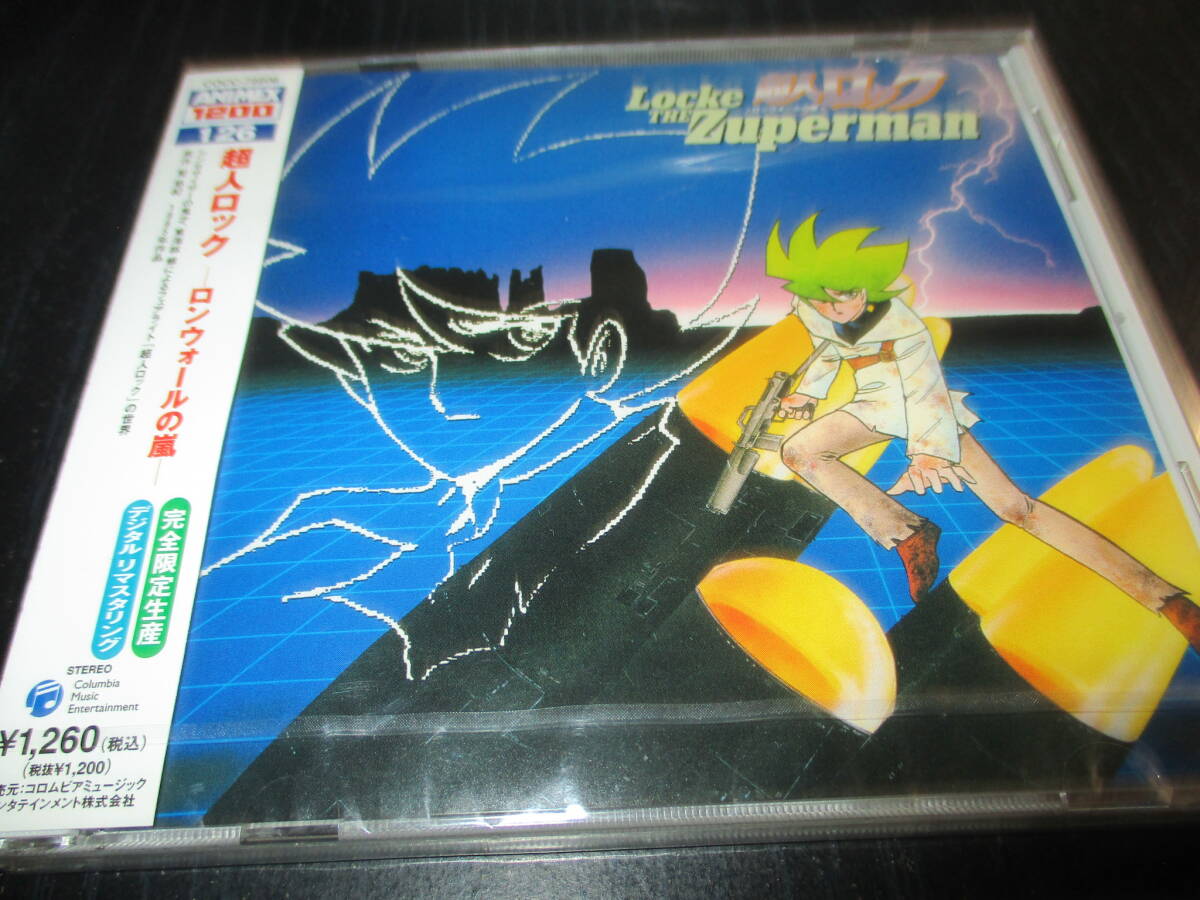 ANIMEX
1200
126
超人ロック
―ロンウォールの嵐―
完全限定生産
デジタルリマスタリング
STEREO
Columbia
Music
Entertainment
¥1,260(税込)
(税抜¥1,200)
売元:コロムビアミュージック
ンタテインメント株式会社
超人ロック
Locke
THE
Zuperman